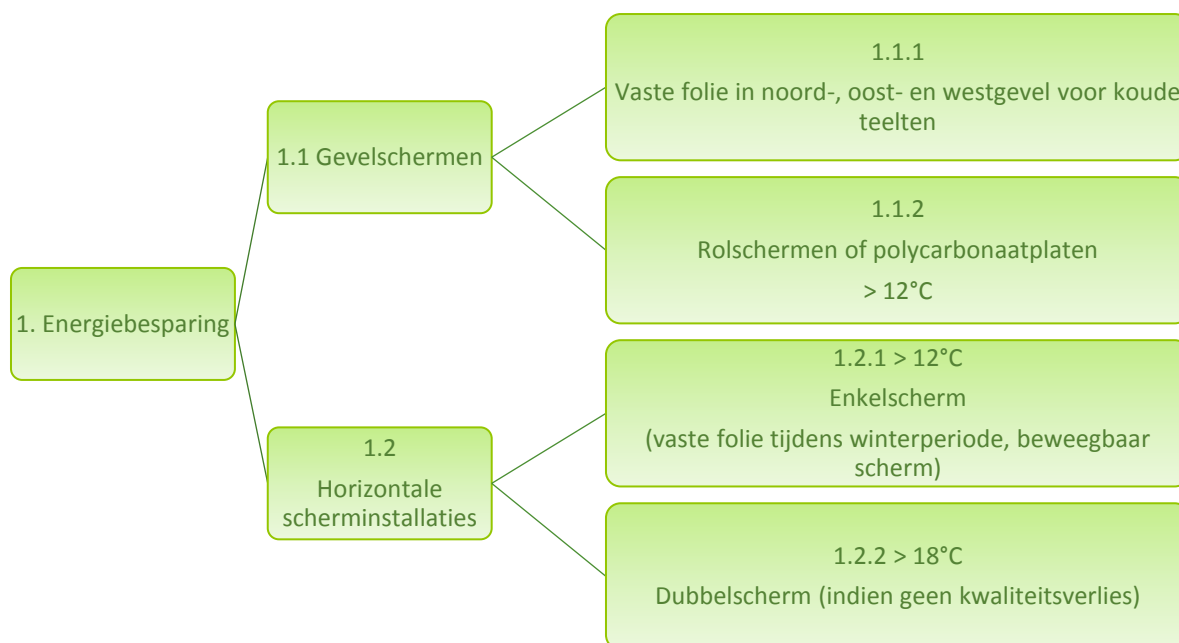 1. Energiebesparing
1.1 Gevelschermen
1.1.1
Vaste folie in noord-, oost- en westgevel voor koude
teelten
1.1.2
Rolschermen of polycarbonaatplaten
> 12°C
1.2
Horizontale
scherminstallaties
1.2.1 > 12°C
Enkelscherm
(vaste folie tijdens winterperiode, beweegbaar
scherm)
1.2.2 > 18°C
Dubbelscherm (indien geen kwaliteitsverlies)